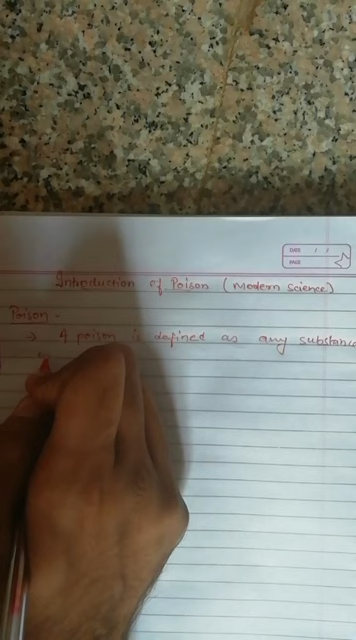 DATE / /
PAGE
Introduction of Poison (Modern Science)
Poison -
→ A poison is defined as any substance